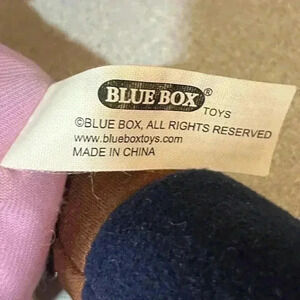 BLUE BOX®
TOYS
©BLUE BOX, ALL RIGHTS RESERVED
www.blueboxtoys.com
MADE IN CHINA